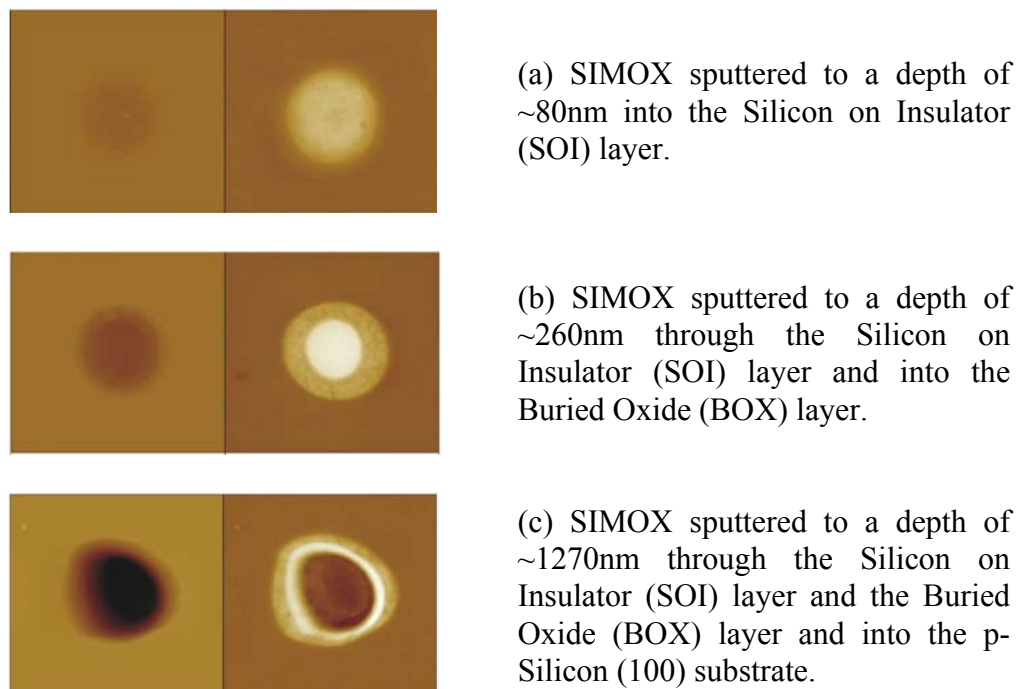 (a) SIMOX sputtered to a depth of
~80nm into the Silicon on Insulator
(SOI) layer.
(b) SIMOX sputtered to a depth of
~260nm through the Silicon on
Insulator (SOI) layer and into the
Buried Oxide (BOX) layer.
(c) SIMOX sputtered to a depth of
~1270nm through the Silicon on
Insulator (SOI) layer and the Buried
Oxide (BOX) layer and into the p-
Silicon (100) substrate.